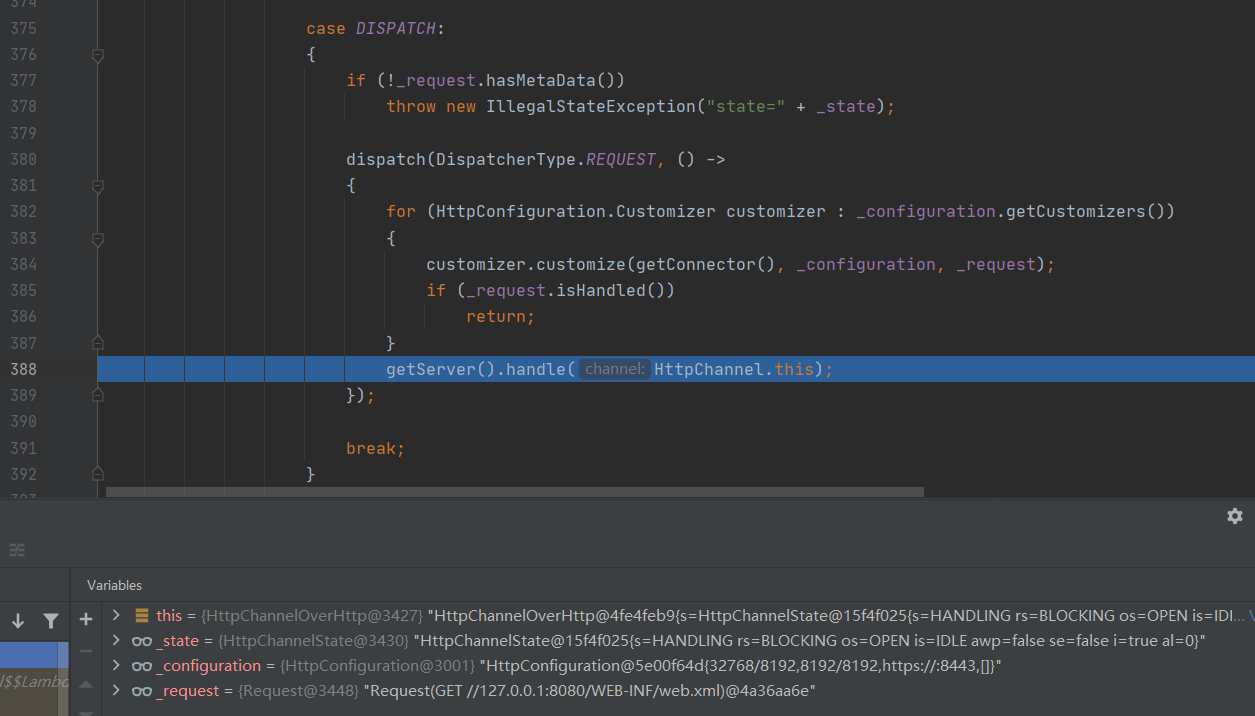 374
375 case DISPATCH:
376 {
377 if (!_request.hasMetaData())
378 throw new IllegalStateException("state=" + _state);
379
380 dispatch(DispatcherType.REQUEST, () ->
381 {
382 for (HttpConfiguration.Customizer customizer : _configuration.getCustomizers())
383 {
384 customizer.customize(getConnector(), _configuration, _request);
385 if (_request.isHandled())
386 return;
387 }
388 getServer().handle( channel: HttpChannel.this);
389 });
390
391 break;
392 }
393
Variables
this = {HttpChannelOverHttp@3427} "HttpChannelOverHttp@4fe4feb9{s=HttpChannelState@15f4f025{s=HANDLING rs=BLOCKING os=OPEN is=IDI...
_state = {HttpChannelState@3430} "HttpChannelState@15f4f025{s=HANDLING rs=BLOCKING os=OPEN is=IDLE awp=false se=false i=true al=0}"
_configuration = {HttpConfiguration@3001} "HttpConfiguration@5e00f64d{32768/8192,8192/8192,https://:8443,[]}"
l$$Lambd
_request = {Request@3448} "Request(GET //127.0.0.1:8080/WEB-INF/web.xml)@4a36aa6e"